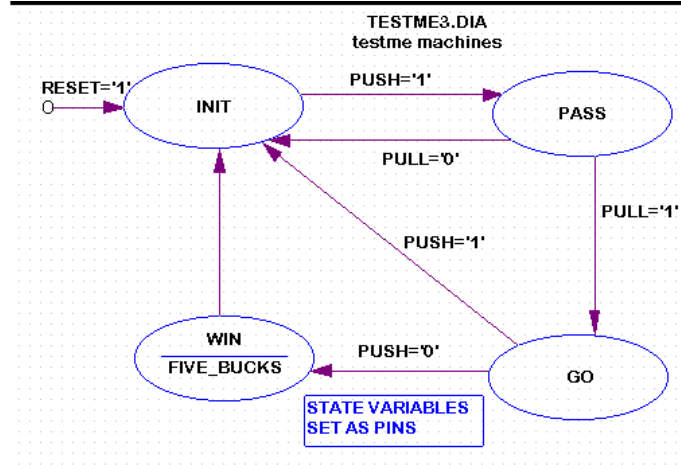 TESTME3.DIA
testme machines
RESET='1'
INIT
PUSH='1'
PASS
PULL='0'
PULL='1'
PUSH='1'
WIN
FIVE_BUCKS
PUSH='0'
GO
STATE VARIABLES
SET AS PINS